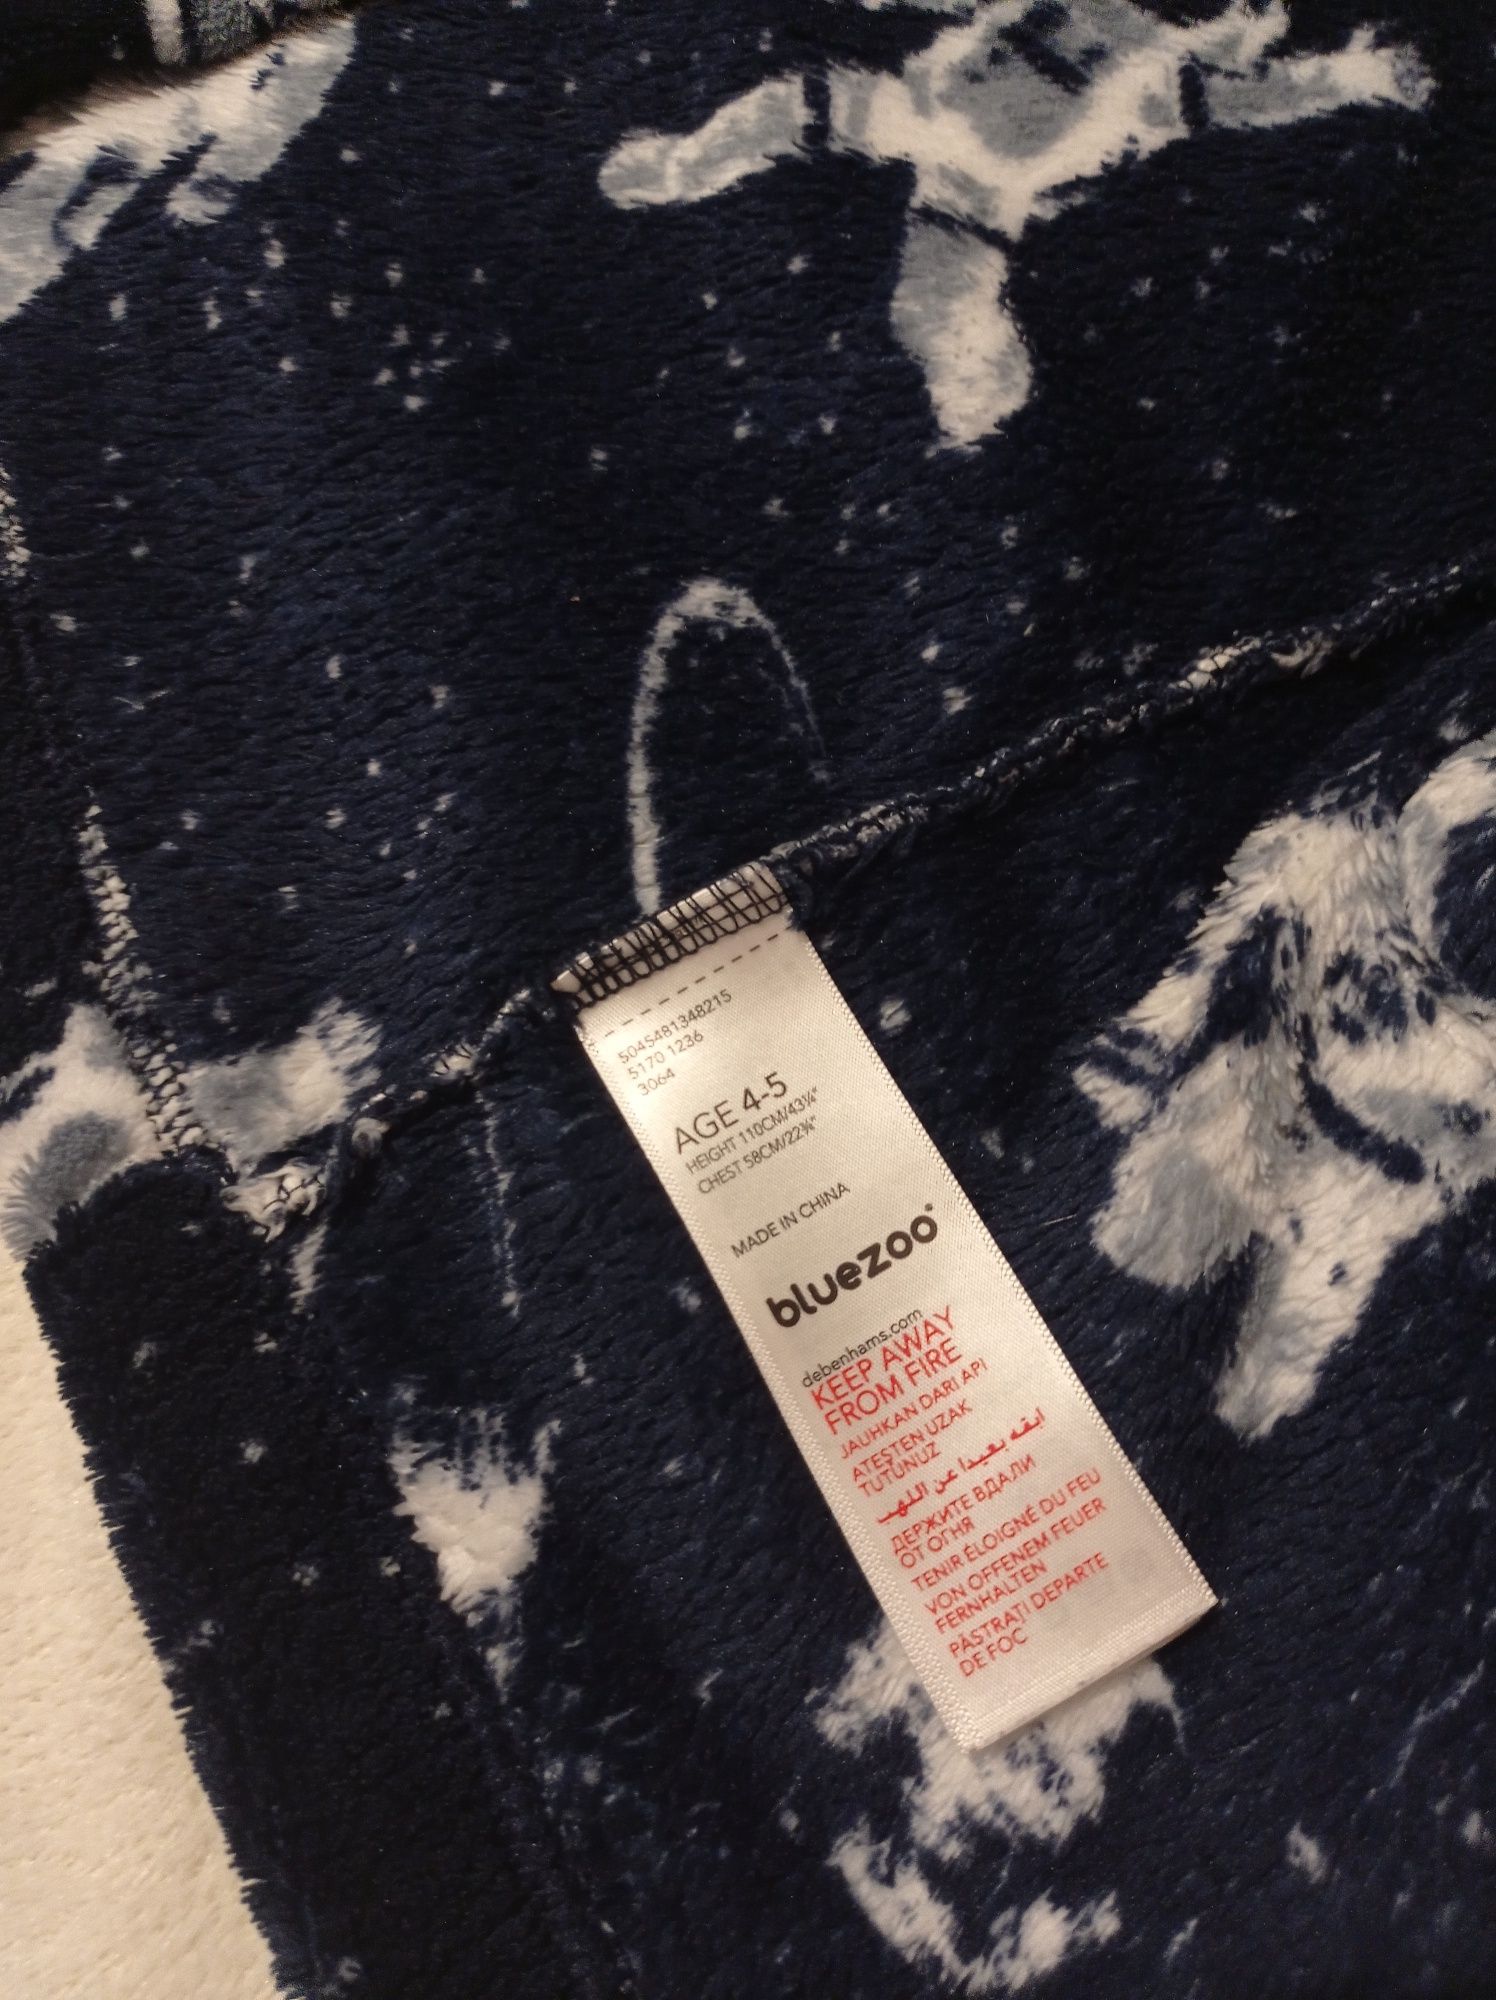 5045481348215
5170 1236
3064
AGE 4-5
HEIGHT 110CM/43¼"
CHEST 58CM/22¾"
MADE IN CHINA
bluezoo
debenhams.com
KEEP AWAY
FROM FIRE
JAUHKAN DARI API
ATEŞTEN UZAK
TUTUNUZ
ابقه بعيدا عن اللهب
ДЕРЖИТЕ ВДАЛИ
ОТ ОГНЯ
TENIR ÉLOIGNÉ DU FEU
VON OFFENEM FEUER
FERNHALTEN
PĂSTRAȚI DEPARTE
DE FOC